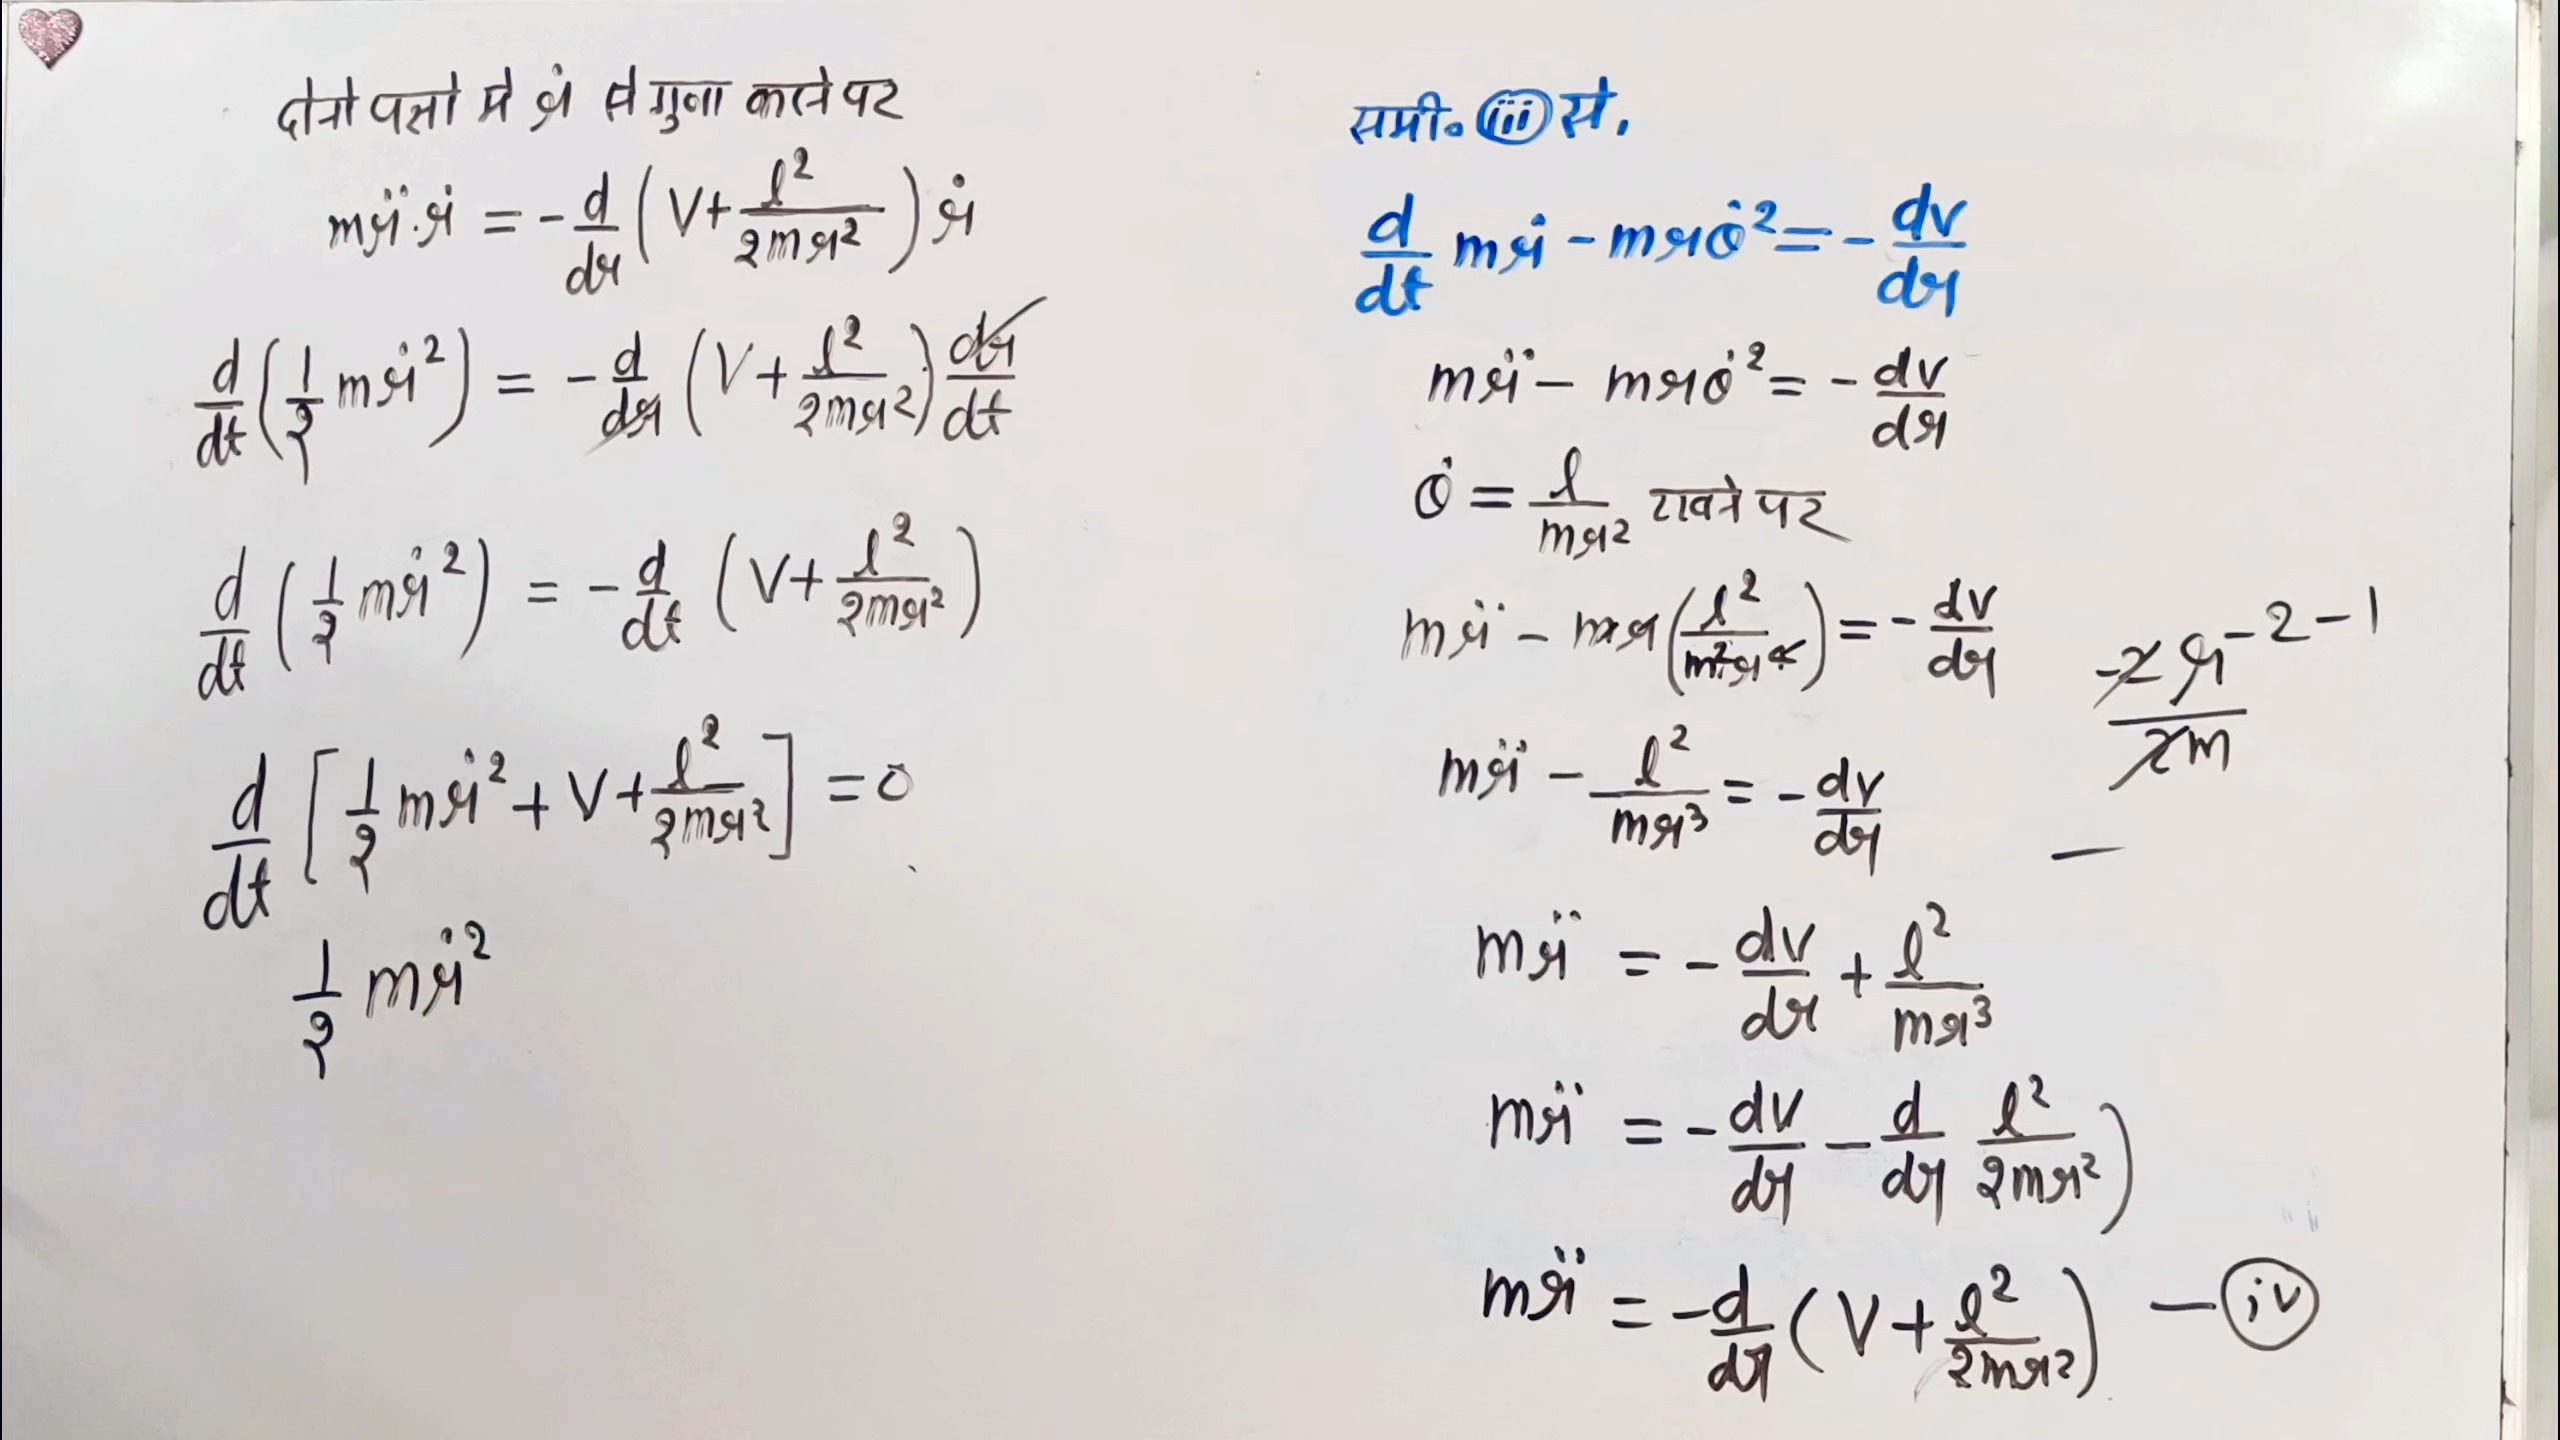 दोनो पक्षो मे ṙ से गुना करने पर
mr̈.ṙ = -d/dr (V + l²/2mr²) ṙ
d/dt (1/2 mṙ²) = -d/dr (V + l²/2mr²) dr/dt
d/dt (1/2 mṙ²) = -d/dt (V + l²/2mr²)
d/dt [1/2 mṙ² + V + l²/2mr²] = 0
1/2 mṙ²
समी. iii से,
d/dt mṙ - mrθ̇² = -dv/dr
mr̈ - mrθ̇² = -dv/dr
θ̇ = l/mr² रखने पर
mr̈ - mr (l²/m²r⁴) = -dv/dr
-2r^-2-1/2m
mr̈ - l²/mr³ = -dv/dr
mr̈ = -dv/dr + l²/mr³
mr̈ = -dv/dr - d/dr l²/2mr²)
mr̈ = -d/dr (V + l²/2mr²) — iv